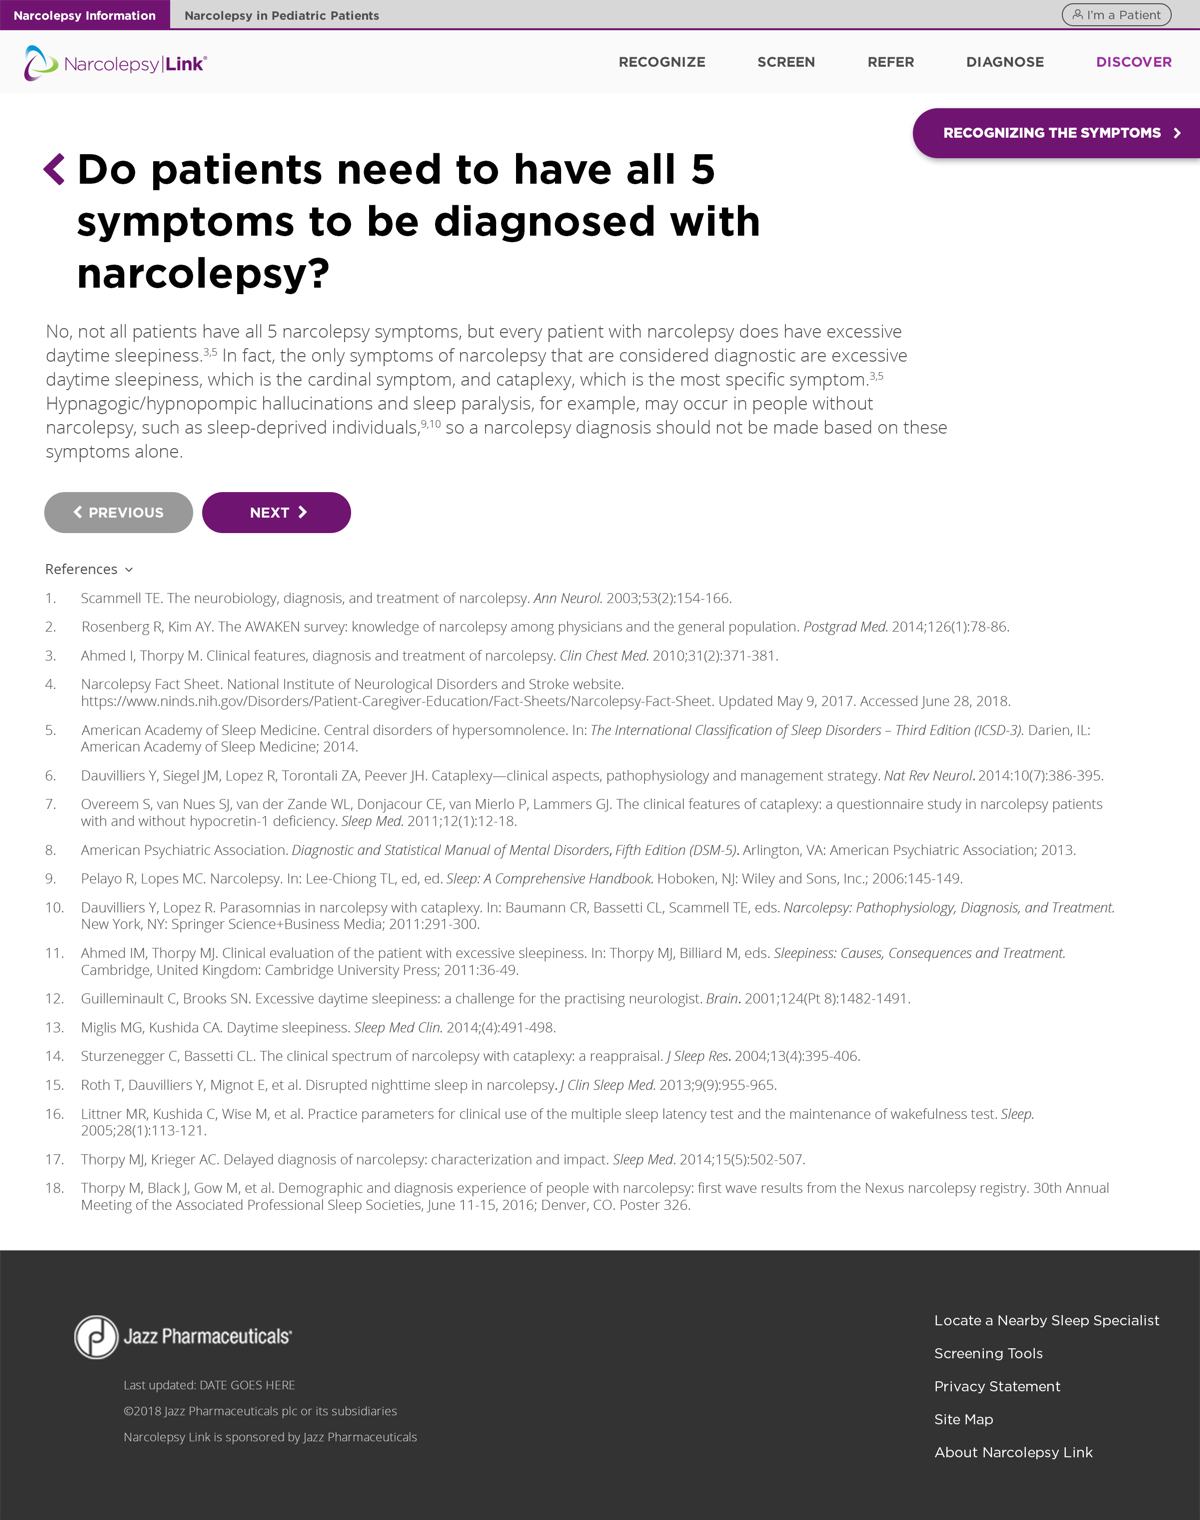 Narcolepsy Information
Narcolepsy in Pediatric Patients
I'm a Patient
Narcolepsy|Link®
RECOGNIZE
SCREEN
REFER
DIAGNOSE
DISCOVER
RECOGNIZING THE SYMPTOMS
Do patients need to have all 5
symptoms to be diagnosed with
narcolepsy?
No, not all patients have all 5 narcolepsy symptoms, but every patient with narcolepsy does have excessive
daytime sleepiness.3,5 In fact, the only symptoms of narcolepsy that are considered diagnostic are excessive
daytime sleepiness, which is the cardinal symptom, and cataplexy, which is the most specific symptom.3,5
Hypnagogic/hypnopompic hallucinations and sleep paralysis, for example, may occur in people without
narcolepsy, such as sleep-deprived individuals,9,10 so a narcolepsy diagnosis should not be made based on these
symptoms alone.
PREVIOUS
NEXT
References
1. Scammell TE. The neurobiology, diagnosis, and treatment of narcolepsy. Ann Neurol. 2003;53(2):154-166.
2. Rosenberg R, Kim AY. The AWAKEN survey: knowledge of narcolepsy among physicians and the general population. Postgrad Med. 2014;126(1):78-86.
3. Ahmed I, Thorpy M. Clinical features, diagnosis and treatment of narcolepsy. Clin Chest Med. 2010;31(2):371-381.
4. Narcolepsy Fact Sheet. National Institute of Neurological Disorders and Stroke website.
https://www.ninds.nih.gov/Disorders/Patient-Caregiver-Education/Fact-Sheets/Narcolepsy-Fact-Sheet. Updated May 9, 2017. Accessed June 28, 2018.
5. American Academy of Sleep Medicine. Central disorders of hypersomnolence. In: The International Classification of Sleep Disorders – Third Edition (ICSD-3). Darien, IL:
American Academy of Sleep Medicine; 2014.
6. Dauvilliers Y, Siegel JM, Lopez R, Torontali ZA, Peever JH. Cataplexy—clinical aspects, pathophysiology and management strategy. Nat Rev Neurol. 2014:10(7):386-395.
7. Overeem S, van Nues SJ, van der Zande WL, Donjacour CE, van Mierlo P, Lammers GJ. The clinical features of cataplexy: a questionnaire study in narcolepsy patients
with and without hypocretin-1 deficiency. Sleep Med. 2011;12(1):12-18.
8. American Psychiatric Association. Diagnostic and Statistical Manual of Mental Disorders, Fifth Edition (DSM-5). Arlington, VA: American Psychiatric Association; 2013.
9. Pelayo R, Lopes MC. Narcolepsy. In: Lee-Chiong TL, ed, ed. Sleep: A Comprehensive Handbook. Hoboken, NJ: Wiley and Sons, Inc.; 2006:145-149.
10. Dauvilliers Y, Lopez R. Parasomnias in narcolepsy with cataplexy. In: Baumann CR, Bassetti CL, Scammell TE, eds. Narcolepsy: Pathophysiology, Diagnosis, and Treatment.
New York, NY: Springer Science+Business Media; 2011:291-300.
11. Ahmed IM, Thorpy MJ. Clinical evaluation of the patient with excessive sleepiness. In: Thorpy MJ, Billiard M, eds. Sleepiness: Causes, Consequences and Treatment.
Cambridge, United Kingdom: Cambridge University Press; 2011:36-49.
12. Guilleminault C, Brooks SN. Excessive daytime sleepiness: a challenge for the practising neurologist. Brain. 2001;124(Pt 8):1482-1491.
13. Miglis MG, Kushida CA. Daytime sleepiness. Sleep Med Clin. 2014;(4):491-498.
14. Sturzenegger C, Bassetti CL. The clinical spectrum of narcolepsy with cataplexy: a reappraisal. J Sleep Res. 2004;13(4):395-406.
15. Roth T, Dauvilliers Y, Mignot E, et al. Disrupted nighttime sleep in narcolepsy. J Clin Sleep Med. 2013;9(9):955-965.
16. Littner MR, Kushida C, Wise M, et al. Practice parameters for clinical use of the multiple sleep latency test and the maintenance of wakefulness test. Sleep.
2005;28(1):113-121.
17. Thorpy MJ, Krieger AC. Delayed diagnosis of narcolepsy: characterization and impact. Sleep Med. 2014;15(5):502-507.
18. Thorpy M, Black J, Gow M, et al. Demographic and diagnosis experience of people with narcolepsy: first wave results from the Nexus narcolepsy registry. 30th Annual
Meeting of the Associated Professional Sleep Societies, June 11-15, 2016; Denver, CO. Poster 326.
Jazz Pharmaceuticals®
Last updated: DATE GOES HERE
©2018 Jazz Pharmaceuticals plc or its subsidiaries
Narcolepsy Link is sponsored by Jazz Pharmaceuticals
Locate a Nearby Sleep Specialist
Screening Tools
Privacy Statement
Site Map
About Narcolepsy Link